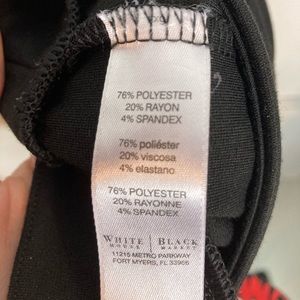 76% POLYESTER
20% RAYON
4% SPANDEX
76% poliéster
20% viscosa
4% elastano
76% POLYESTER
20% RAYONNE
4% SPANDEX
WHITE HOUSE | BLACK MARKET
11215 METRO PARKWAY
FORT MYERS, FL 33966